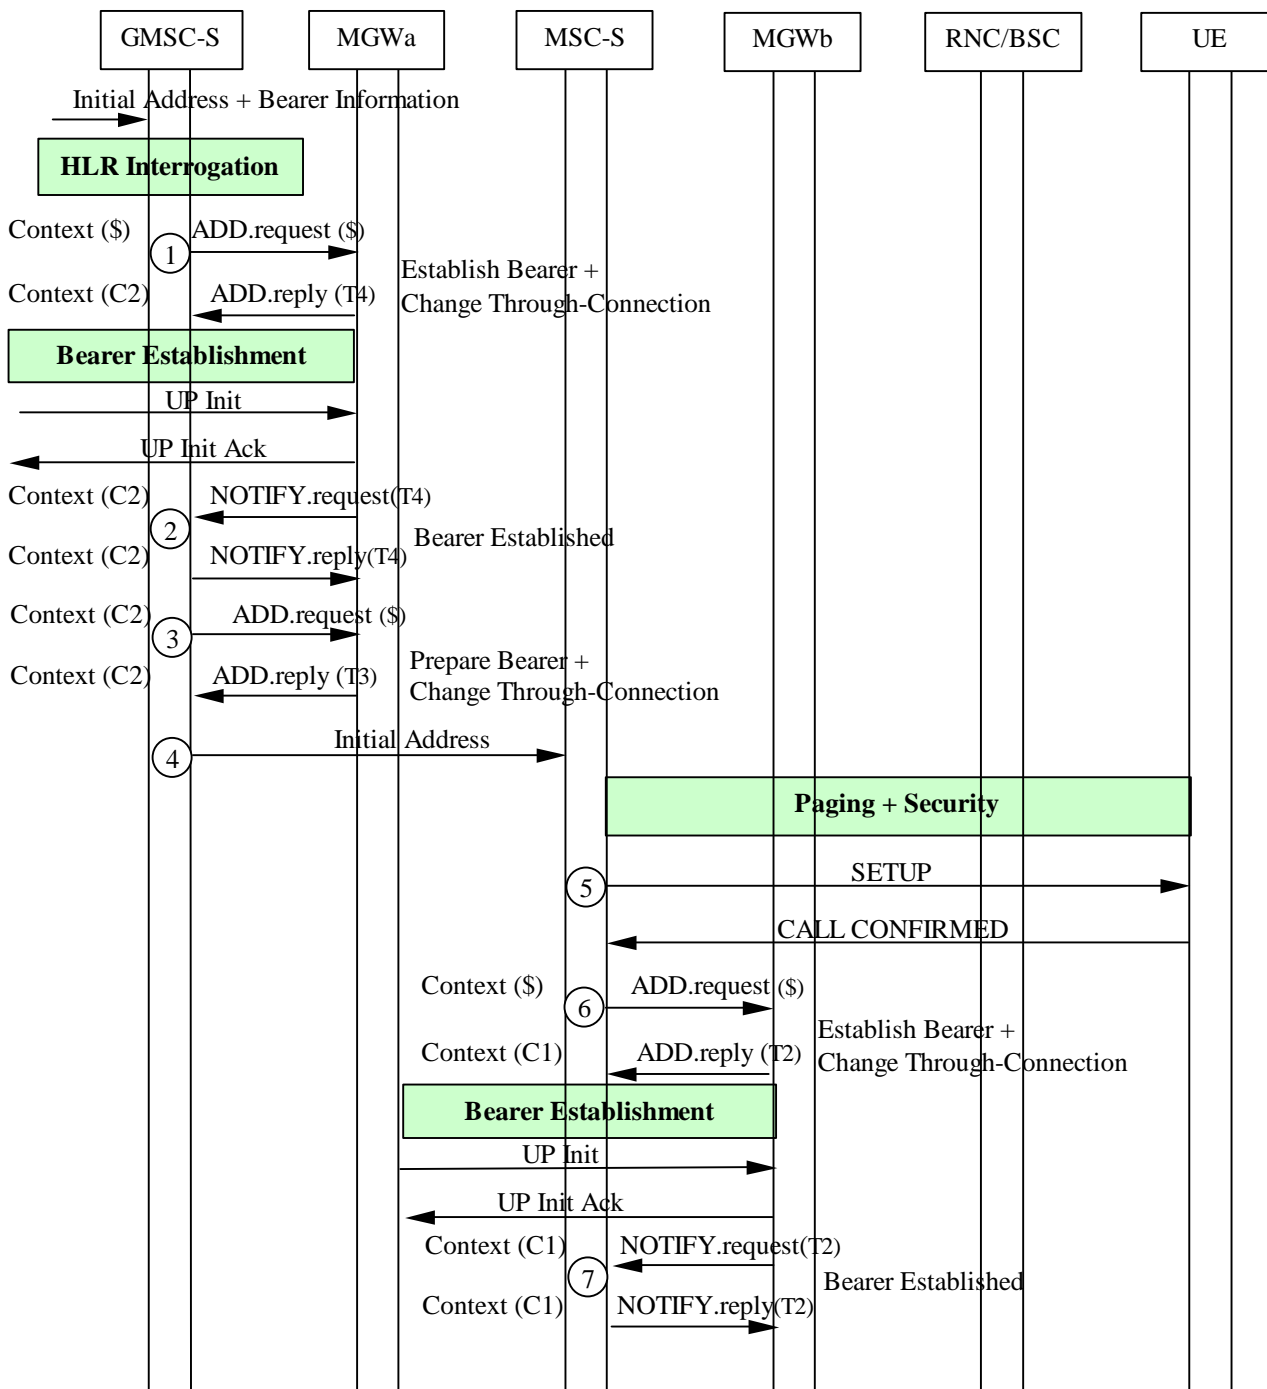 GMSC-S
MGWa
MSC-S
MGWb
RNC/BSC
UE
Initial Address + Bearer Information
HLR Interrogation
Context ($)
ADD.request ($)
1
Establish Bearer +
Change Through-Connection
Context (C2)
ADD.reply (T4)
Bearer Establishment
UP Init
UP Init Ack
Context (C2)
NOTIFY.request(T4)
2
Bearer Established
Context (C2)
NOTIFY.reply(T4)
Context (C2)
ADD.request ($)
3
Prepare Bearer +
Change Through-Connection
Context (C2)
ADD.reply (T3)
Initial Address
4
Paging + Security
SETUP
5
CALL CONFIRMED
Context ($)
ADD.request ($)
6
Establish Bearer +
Change Through-Connection
Context (C1)
ADD.reply (T2)
Bearer Establishment
UP Init
UP Init Ack
Context (C1)
NOTIFY.request(T2)
7
Bearer Established
Context (C1)
NOTIFY.reply(T2)